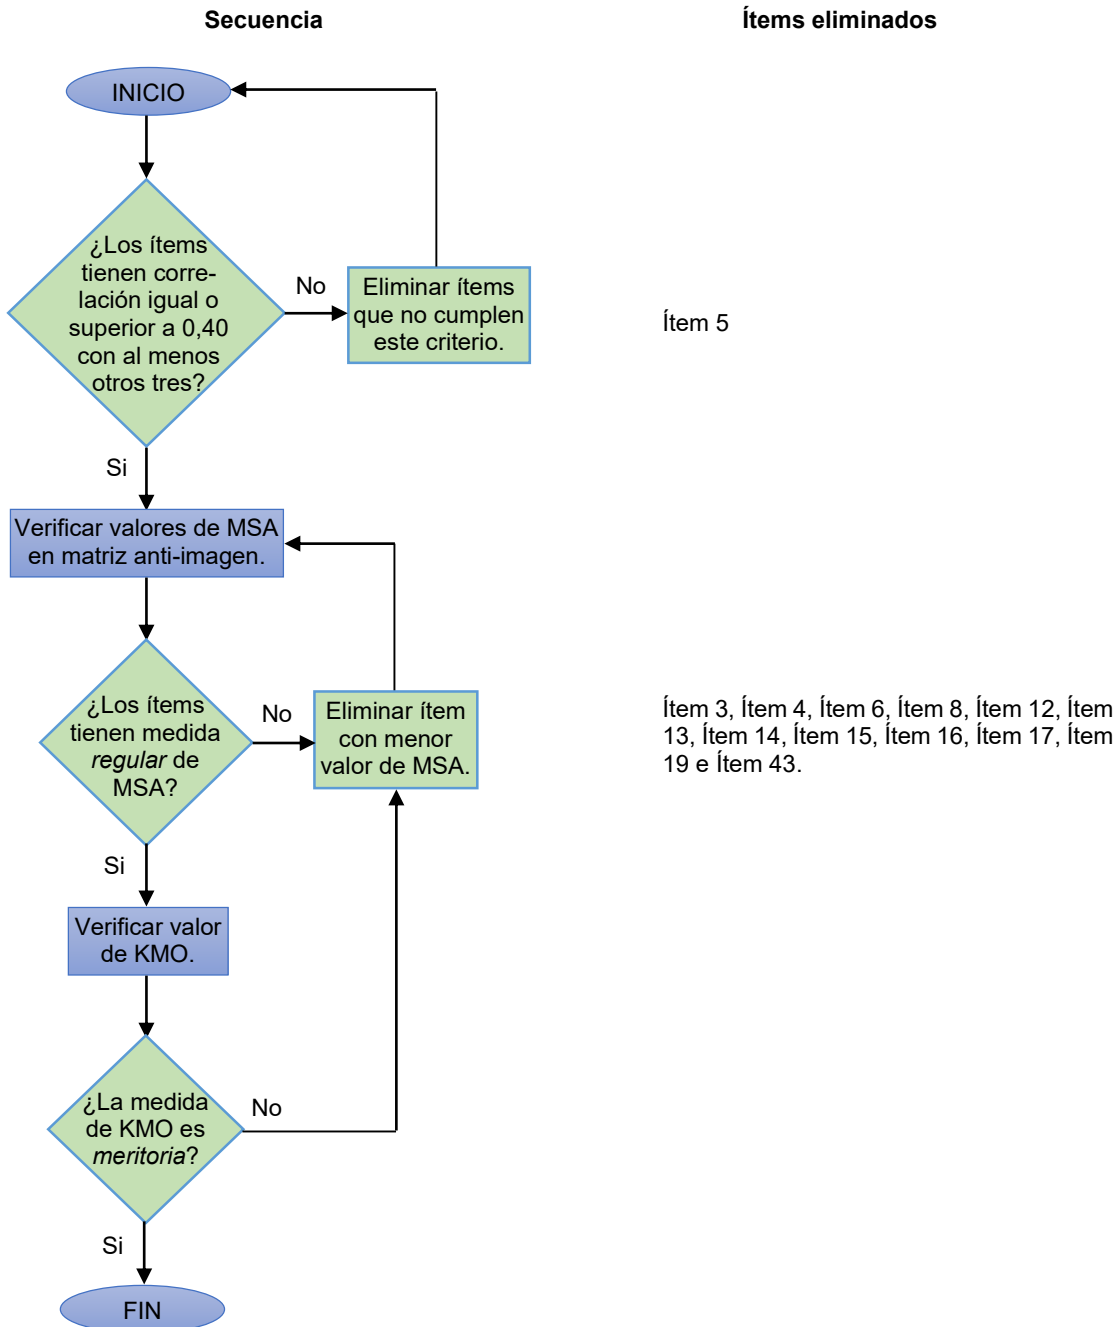 Secuencia
Ítems eliminados
INICIO
¿Los ítems
tienen corre-
lación igual o
superior a 0,40
con al menos
otros tres?
No
Eliminar ítems
que no cumplen
este criterio.
Ítem 5
Si
Verificar valores de MSA
en matriz anti-imagen.
¿Los ítems
tienen medida
regular de
MSA?
No
Eliminar ítem
con menor
valor de MSA.
Ítem 3, Ítem 4, Ítem 6, Ítem 8, Ítem 12, Ítem
13, Ítem 14, Ítem 15, Ítem 16, Ítem 17, Ítem
19 e Ítem 43.
Si
Verificar valor
de KMO.
¿La medida
de KMO es
meritoria?
No
Si
FIN